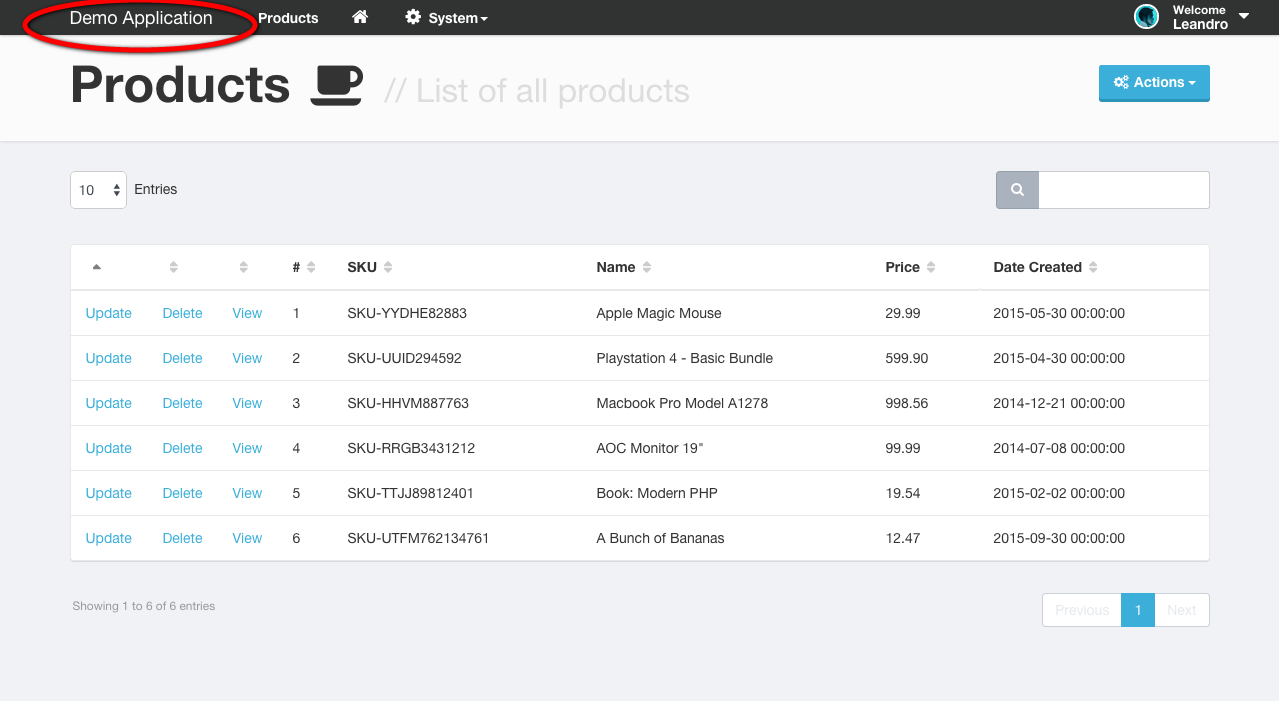 Demo Application Products System Welcome
Leandro
Products // List of all products Actions
10 Entries
# SKU Name Price Date Created
Update Delete View 1 SKU-YYDHE82883 Apple Magic Mouse 29.99 2015-05-30 00:00:00
Update Delete View 2 SKU-UUID294592 Playstation 4 - Basic Bundle 599.90 2015-04-30 00:00:00
Update Delete View 3 SKU-HHVM887763 Macbook Pro Model A1278 998.56 2014-12-21 00:00:00
Update Delete View 4 SKU-RRGB3431212 AOC Monitor 19" 99.99 2014-07-08 00:00:00
Update Delete View 5 SKU-TTJJ89812401 Book: Modern PHP 19.54 2015-02-02 00:00:00
Update Delete View 6 SKU-UTFM762134761 A Bunch of Bananas 12.47 2015-09-30 00:00:00
Showing 1 to 6 of 6 entries Previous 1 Next